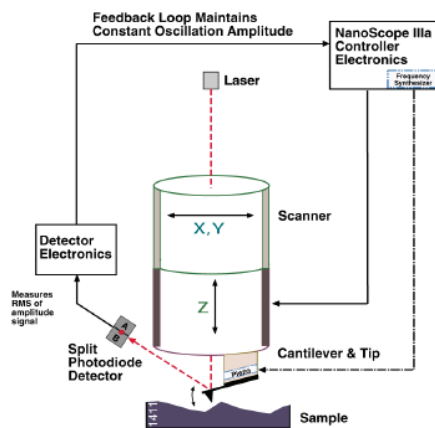 Feedback Loop Maintains
Constant Oscillation Amplitude
NanoScope IIIa
Controller
Electronics
Frequency
Synthesizer
Laser
X, Y
Scanner
Detector
Electronics
Z
Measures
RMS of
amplitude
signal
A
B
Split
Photodiode
Detector
Cantilever & Tip
Piezo
1411
Sample